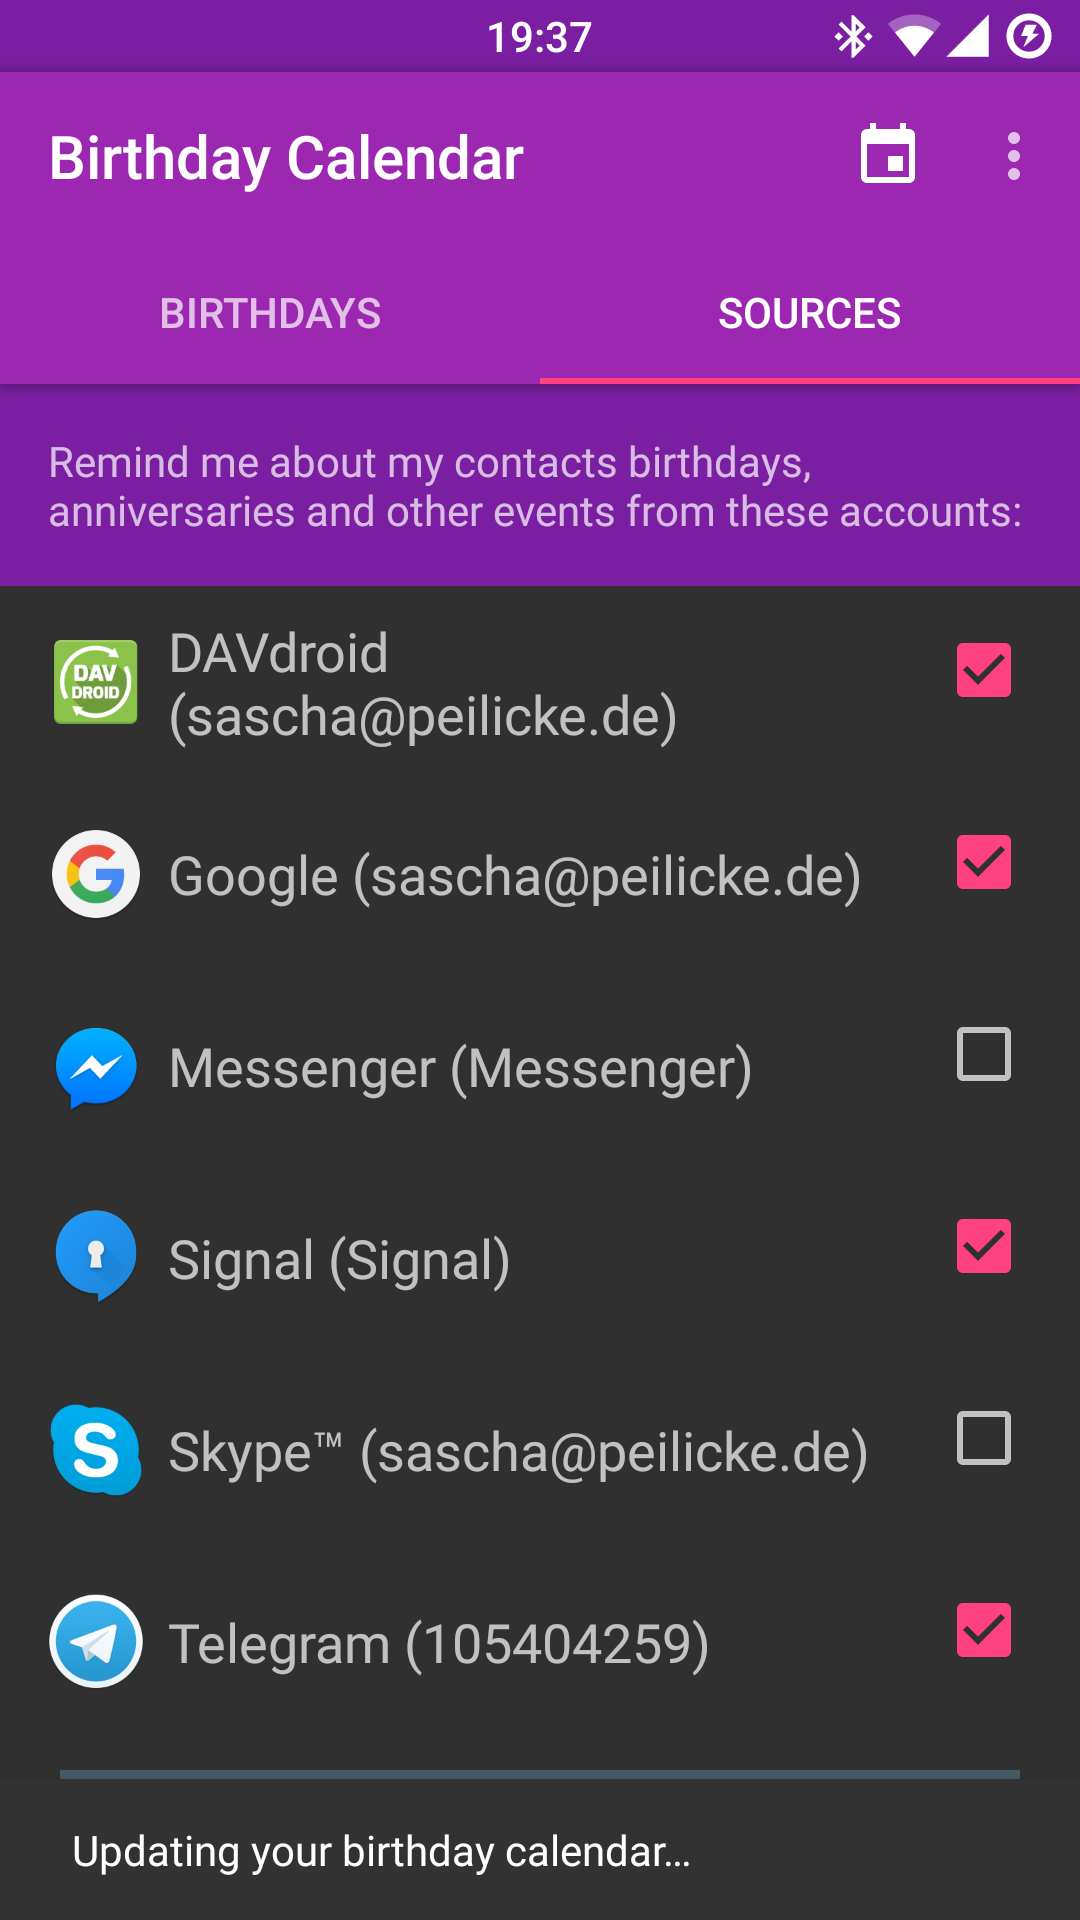 19:37
Birthday Calendar
BIRTHDAYS
SOURCES
Remind me about my contacts birthdays,
anniversaries and other events from these accounts:
DAV
DROID
DAVdroid
(sascha@peilicke.de)
G
Google (sascha@peilicke.de)
Messenger (Messenger)
Signal (Signal)
S
Skype™ (sascha@peilicke.de)
Telegram (105404259)
Updating your birthday calendar…